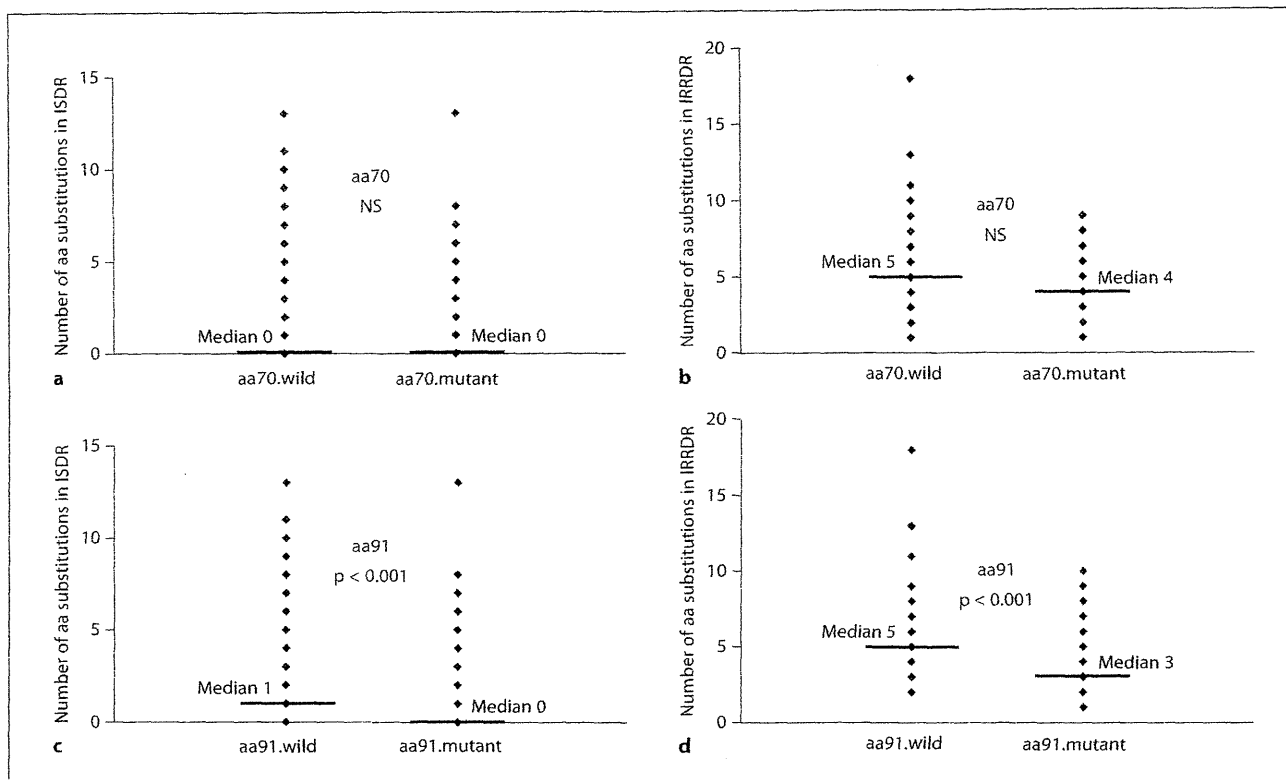 Number of aa substitutions in ISDR
15
10
5
0
aa70
NS
Median 0
Median 0
aa70.wild
aa70.mutant
a
Number of aa substitutions in IRRDR
20
15
10
5
0
aa70
NS
Median 5
Median 4
aa70.wild
aa70.mutant
b
Number of aa substitutions in ISDR
15
10
5
0
aa91
p < 0.001
Median 1
Median 0
aa91.wild
aa91.mutant
c
Number of aa substitutions in IRRDR
20
15
10
5
0
aa91
p < 0.001
Median 5
Median 3
aa91.wild
aa91.mutant
d